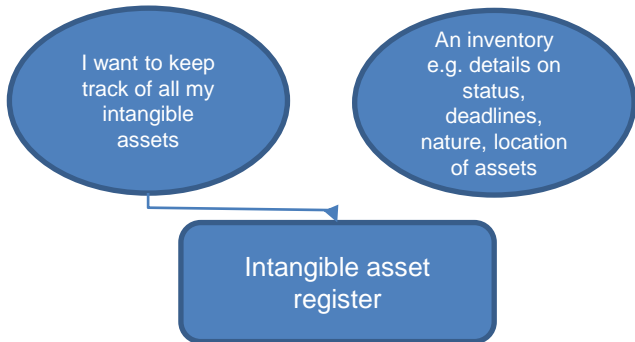 I want to keep
track of all my
intangible
assets
An inventory
e.g. details on
status,
deadlines,
nature, location
of assets
Intangible asset
register